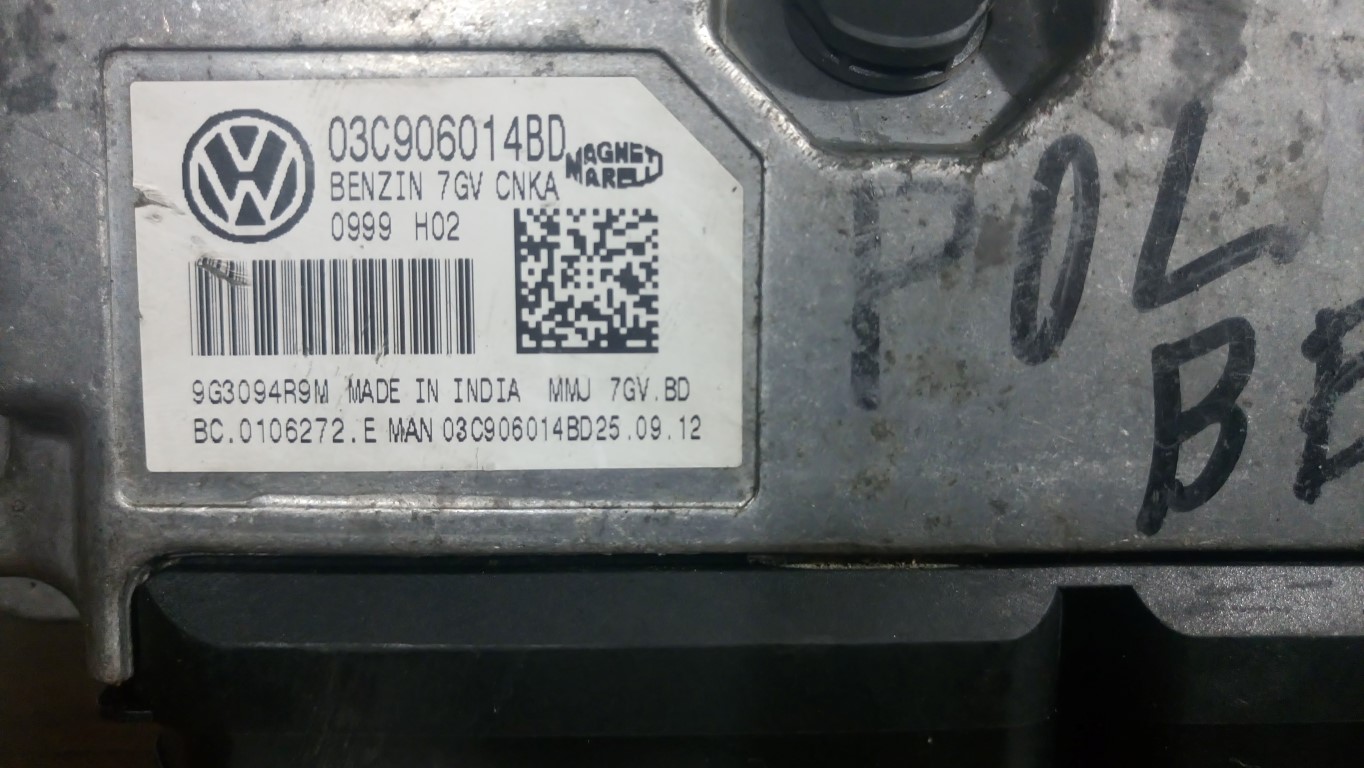 03C906014BD
MAGNETI
MARELLI
BENZIN 7GV CNKA
0999 H02
9G3094R9M MADE IN INDIA MMJ 7GV.BD
BC.0106272.E MAN 03C906014BD25.09.12
POL
BE